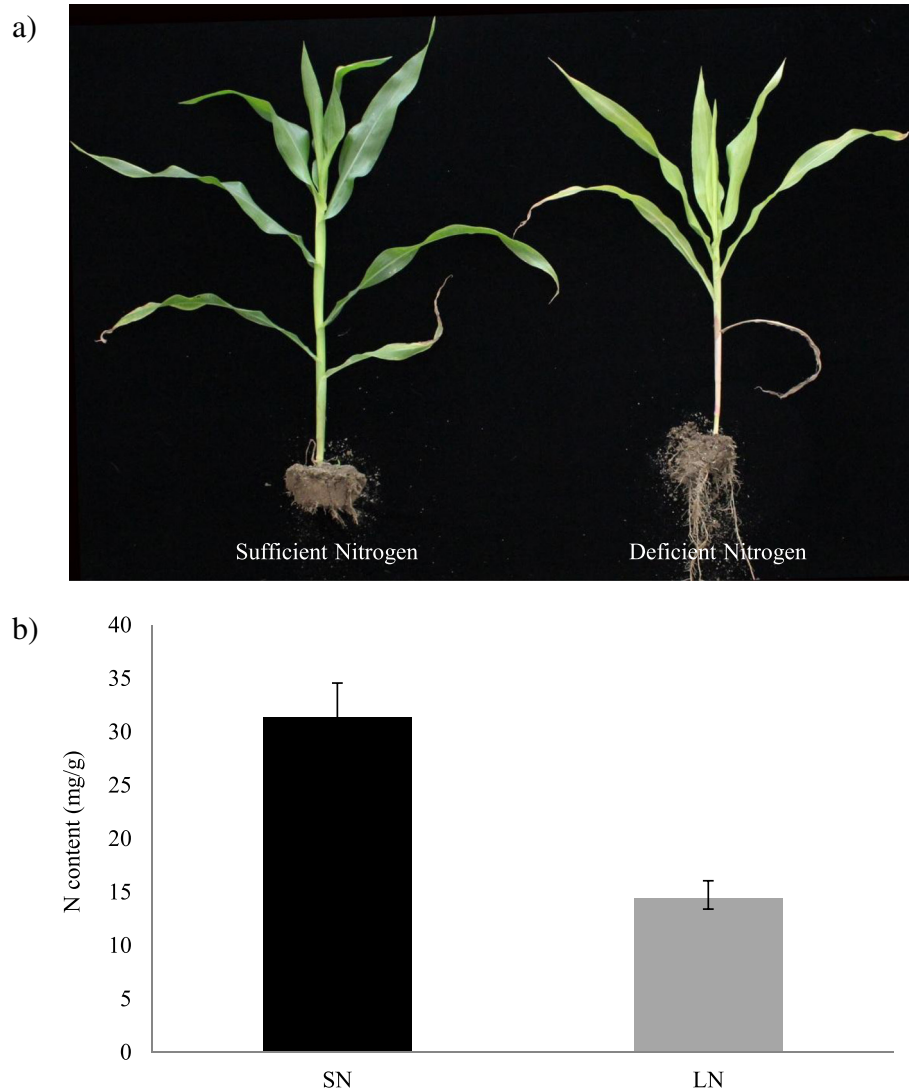 a)
Sufficient Nitrogen
Deficient Nitrogen
b)
N content (mg/g)
40
35
30
25
20
15
10
5
0
SN
LN